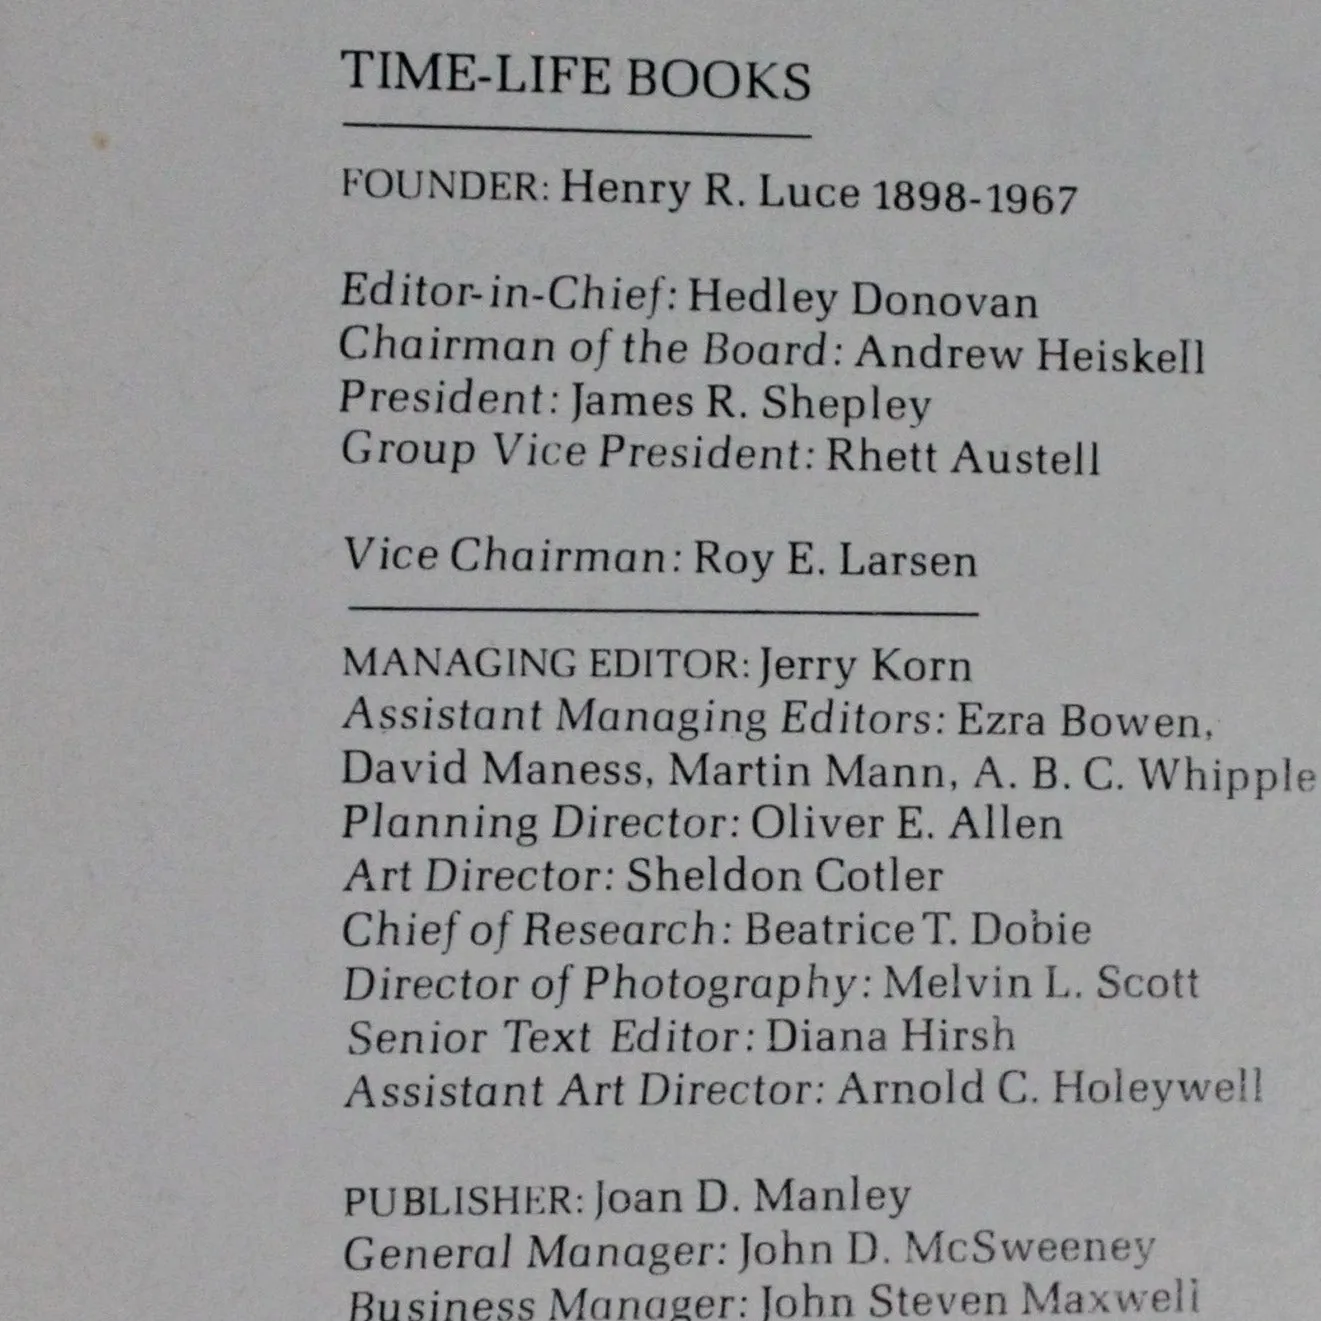 TIME-LIFE BOOKS
FOUNDER: Henry R. Luce 1898-1967
Editor-in-Chief: Hedley Donovan
Chairman of the Board: Andrew Heiskell
President: James R. Shepley
Group Vice President: Rhett Austell
Vice Chairman: Roy E. Larsen
MANAGING EDITOR: Jerry Korn
Assistant Managing Editors: Ezra Bowen,
David Maness, Martin Mann, A. B. C. Whipple
Planning Director: Oliver E. Allen
Art Director: Sheldon Cotler
Chief of Research: Beatrice T. Dobie
Director of Photography: Melvin L. Scott
Senior Text Editor: Diana Hirsh
Assistant Art Director: Arnold C. Holeywell
PUBLISHER: Joan D. Manley
General Manager: John D. McSweeney
Business Manager: John Steven Maxwell